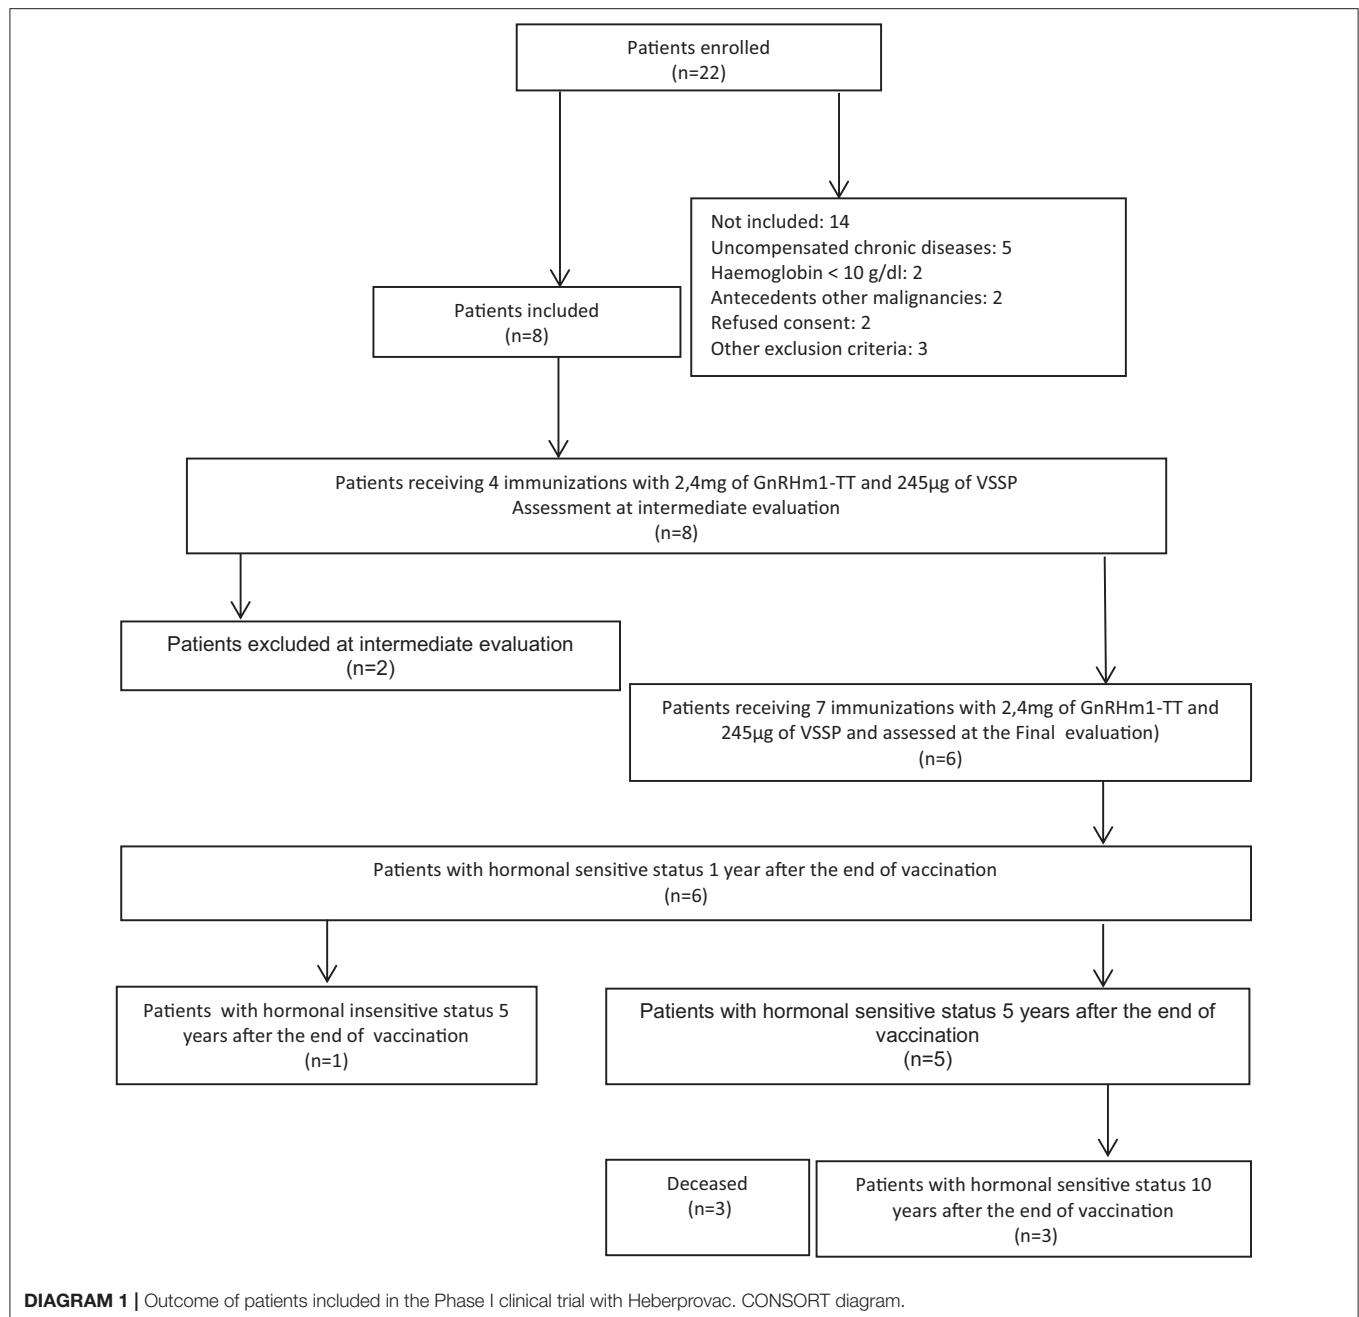 Patients enrolled
(n=22)
Not included: 14
Uncompensated chronic diseases: 5
Haemoglobin < 10 g/dl: 2
Antecedents other malignancies: 2
Refused consent: 2
Other exclusion criteria: 3
Patients included
(n=8)
Patients receiving 4 immunizations with 2,4mg of GnRHm1-TT and 245µg of VSSP
Assessment at intermediate evaluation
(n=8)
Patients excluded at intermediate evaluation
(n=2)
Patients receiving 7 immunizations with 2,4mg of GnRHm1-TT and
245µg of VSSP and assessed at the Final evaluation)
(n=6)
Patients with hormonal sensitive status 1 year after the end of vaccination
(n=6)
Patients with hormonal insensitive status 5
years after the end of vaccination
(n=1)
Patients with hormonal sensitive status 5 years after the end of
vaccination
(n=5)
Deceased
(n=3)
Patients with hormonal sensitive status 10
years after the end of vaccination
(n=3)
DIAGRAM 1 | Outcome of patients included in the Phase I clinical trial with Heberprovac. CONSORT diagram.